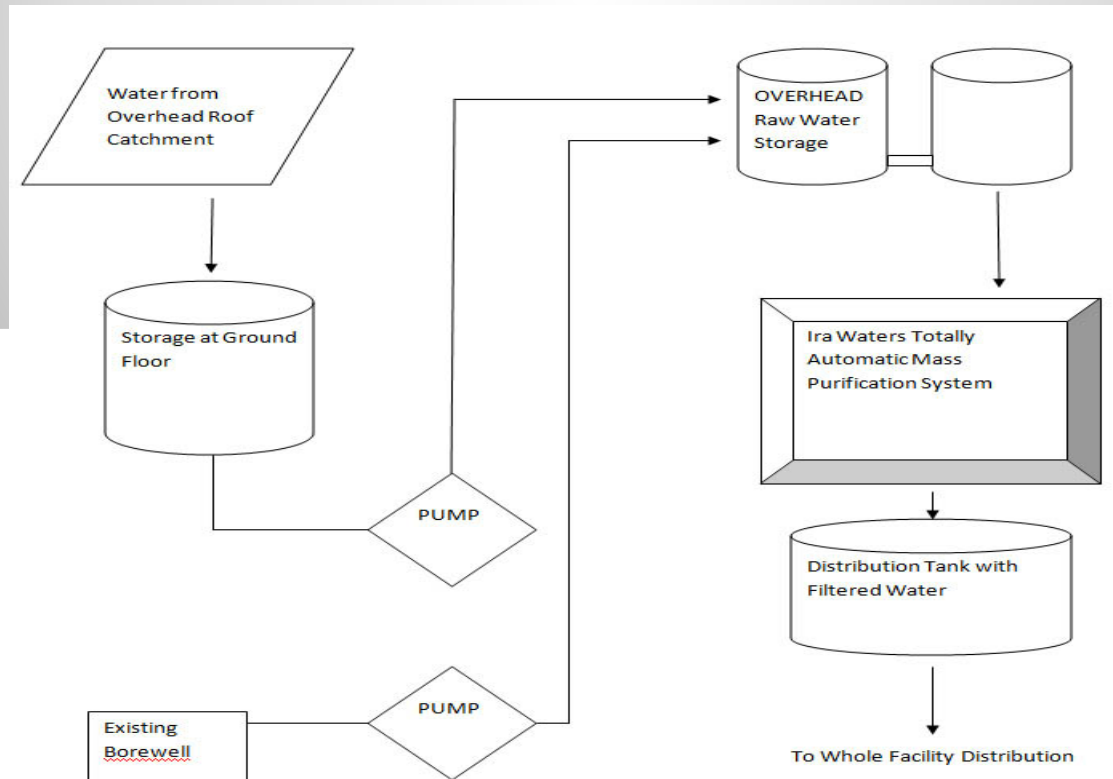 Water from
Overhead Roof
Catchment
OVERHEAD
Raw Water
Storage
Storage at Ground
Floor
Ira Waters Totally
Automatic Mass
Purification System
PUMP
Distribution Tank with
Filtered Water
PUMP
Existing
Borewell
To Whole Facility Distribution